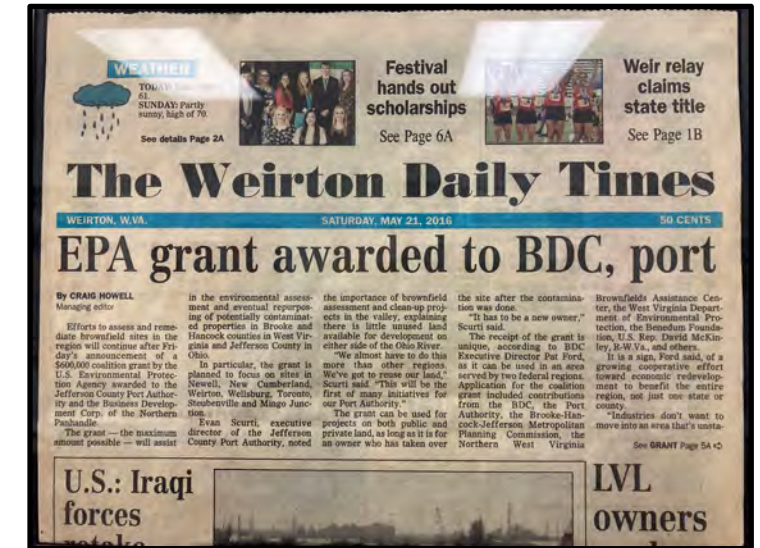 WEATHER
TODAY:
61.
SUNDAY: Partly
sunny, high of 70.
See details Page 2A
Festival
hands out
scholarships
See Page 6A
Weir relay
claims
state title
See Page 1B
The Weirton Daily Times
WEIRTON, W.VA.
SATURDAY, MAY 21, 2016
50 CENTS
EPA grant awarded to BDC, port
By CRAIG HOWELL
Managing editor
Efforts to assess and reme-
diate brownfield sites in the
region will continue after Fri-
day's announcement of a
$600,000 coalition grant by the
U.S. Environmental Protec-
tion Agency awarded to the
Jefferson County Port Author-
ity and the Business Develop-
ment Corp. of the Northern
Panhandle.
The grant — the maximum
amount possible — will assist
in the environmental assess-
ment and eventual repurpos-
ing of potentially contaminat-
ed properties in Brooke and
Hancock counties in West Vir-
ginia and Jefferson County in
Ohio.
In particular, the grant is
planned to focus on sites in
Newell, New Cumberland,
Weirton, Wellsburg, Toronto,
Steubenville and Mingo Junc-
tion.
Evan Scurti, executive
director of the Jefferson
County Port Authority, noted
the importance of brownfield
assessment and clean-up proj-
ects in the valley, explaining
there is little unused land
available for development on
either side of the Ohio River.
"We almost have to do this
more than other regions.
We've got to reuse our land,"
Scurti said. "This will be the
first of many initiatives for
our Port Authority."
The grant can be used for
projects on both public and
private land, as long as it is for
an owner who has taken over
the site after the contamina-
tion was done.
"It has to be a new owner,"
Scurti said.
The receipt of the grant is
unique, according to BDC
Executive Director Pat Ford,
as it can be used in an area
served by two federal regions.
Application for the coalition
grant included contributions
from the BDC, the Port
Authority, the Brooke-Han-
cock-Jefferson Metropolitan
Planning Commission, the
Northern West Virginia
Brownfields Assistance Cen-
ter, the West Virginia Depart-
ment of Environmental Pro-
tection, the Benedum Founda-
tion, U.S. Rep. David McKin-
ley, R-W.Va., and others.
It is a sign, Ford said, of a
growing cooperative effort
toward economic redevelop-
ment to benefit the entire
region, not just one state or
county.
"Industries don't want to
move into an area that's unsta-
See GRANT Page 5A
U.S.: Iraqi
forces
retake
LVL
owners